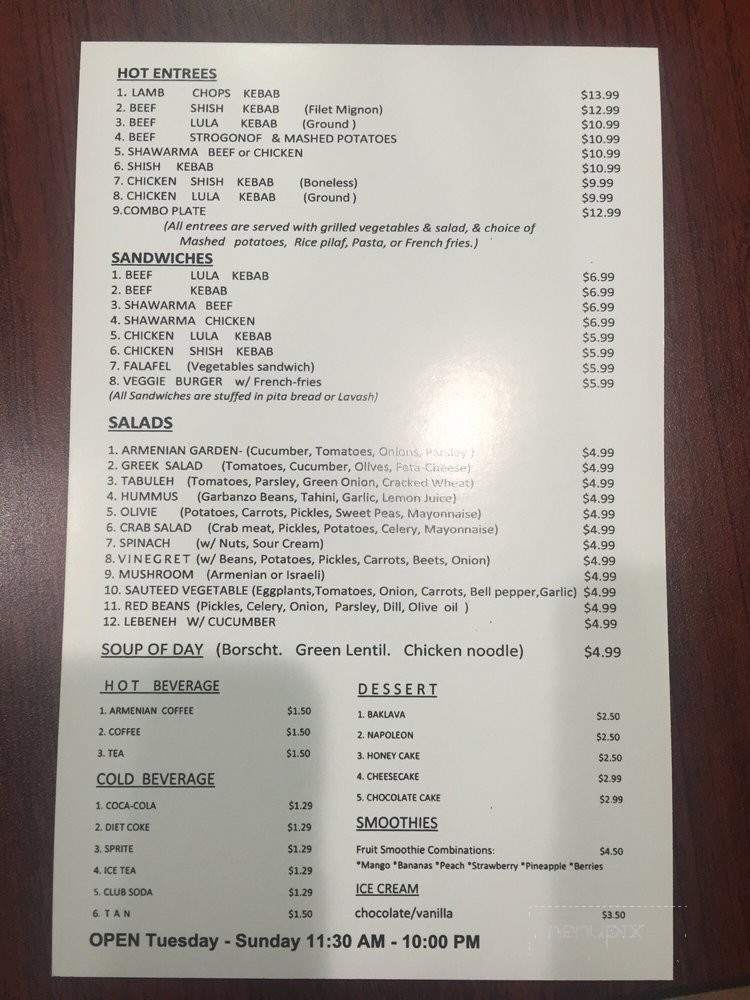 HOT ENTREES
1. LAMB CHOPS KEBAB $13.99
2. BEEF SHISH KEBAB (Filet Mignon) $12.99
3. BEEF LULA KEBAB (Ground ) $10.99
4. BEEF STROGONOF & MASHED POTATOES $10.99
5. SHAWARMA BEEF or CHICKEN $10.99
6. SHISH KEBAB $10.99
7. CHICKEN SHISH KEBAB (Boneless) $9.99
8. CHICKEN LULA KEBAB (Ground ) $9.99
9.COMBO PLATE $12.99
(All entrees are served with grilled vegetables & salad, & choice of
Mashed potatoes, Rice pilaf, Pasta, or French fries.)
SANDWICHES
1. BEEF LULA KEBAB $6.99
2. BEEF KEBAB $6.99
3. SHAWARMA BEEF $6.99
4. SHAWARMA CHICKEN $6.99
5. CHICKEN LULA KEBAB $5.99
6. CHICKEN SHISH KEBAB $5.99
7. FALAFEL (Vegetables sandwich) $5.99
8. VEGGIE BURGER w/ French-fries $5.99
(All Sandwiches are stuffed in pita bread or Lavash)
SALADS
1. ARMENIAN GARDEN- (Cucumber, Tomatoes, Onions, Parsley ) $4.99
2. GREEK SALAD (Tomatoes, Cucumber, Olives, Feta-Cheese) $4.99
3. TABULEH (Tomatoes, Parsley, Green Onion, Cracked Wheat) $4.99
4. HUMMUS (Garbanzo Beans, Tahini, Garlic, Lemon Juice) $4.99
5. OLIVIE (Potatoes, Carrots, Pickles, Sweet Peas, Mayonnaise) $4.99
6. CRAB SALAD (Crab meat, Pickles, Potatoes, Celery, Mayonnaise) $4.99
7. SPINACH (w/ Nuts, Sour Cream) $4.99
8. VINEGRET (w/ Beans, Potatoes, Pickles, Carrots, Beets, Onion) $4.99
9. MUSHROOM (Armenian or Israeli) $4.99
10. SAUTEED VEGETABLE (Eggplants,Tomatoes, Onion, Carrots, Bell pepper,Garlic) $4.99
11. RED BEANS (Pickles, Celery, Onion, Parsley, Dill, Olive oil ) $4.99
12. LEBENEH W/ CUCUMBER $4.99
SOUP OF DAY (Borscht. Green Lentil. Chicken noodle) $4.99
HOT BEVERAGE
1. ARMENIAN COFFEE $1.50
2. COFFEE $1.50
3. TEA $1.50
COLD BEVERAGE
1. COCA-COLA $1.29
2. DIET COKE $1.29
3. SPRITE $1.29
4. ICE TEA $1.29
5. CLUB SODA $1.29
6. TAN $1.50
DESSERT
1. BAKLAVA $2.50
2. NAPOLEON $2.50
3. HONEY CAKE $2.50
4. CHEESECAKE $2.99
5. CHOCOLATE CAKE $2.99
SMOOTHIES
Fruit Smoothie Combinations: $4.50
*Mango *Bananas *Peach *Strawberry *Pineapple *Berries
ICE CREAM
chocolate/vanilla $3.50
OPEN Tuesday - Sunday 11:30 AM - 10:00 PM
menupix